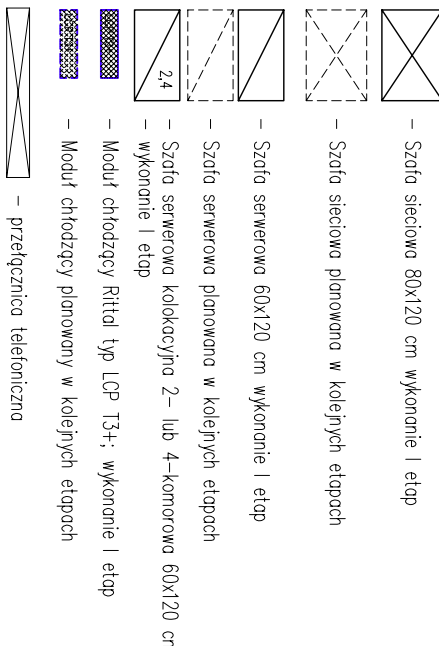 – Szafa sieciowa 80x120 cm wykonanie I etap
– Szafa sieciowa planowana w kolejnych etapach
– Szafa serwerowa 60x120 cm wykonanie I etap
– Szafa serwerowa planowana w kolejnych etapach
2,4
– Szafa serwerowa kolokacyjna 2– lub 4–komorowa 60x120 cm
– wykonanie I etap
– Moduł chłodzący Rittal typ LCP T3+; wykonanie I etap
– Moduł chłodzący planowany w kolejnych etapach
– przełącznica telefoniczna